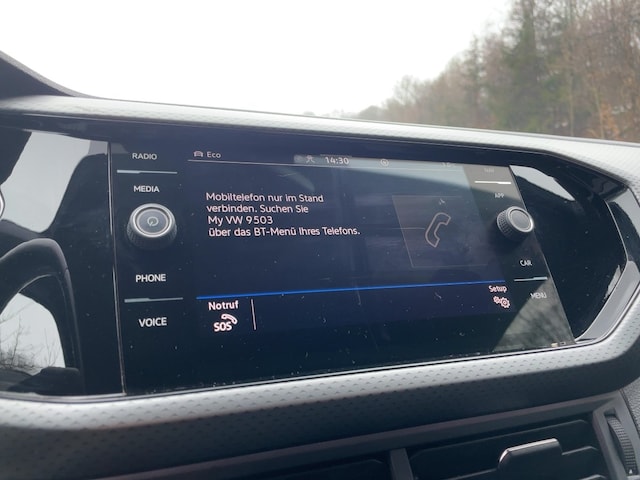 RADIO
MEDIA
PHONE
VOICE
Eco
14:30
Mobiltelefon nur im Stand
verbinden. Suchen Sie
My VW 9503
über das BT-Menü Ihres Telefons.
Notruf
SOS
Setup
APP
CAR
MENU